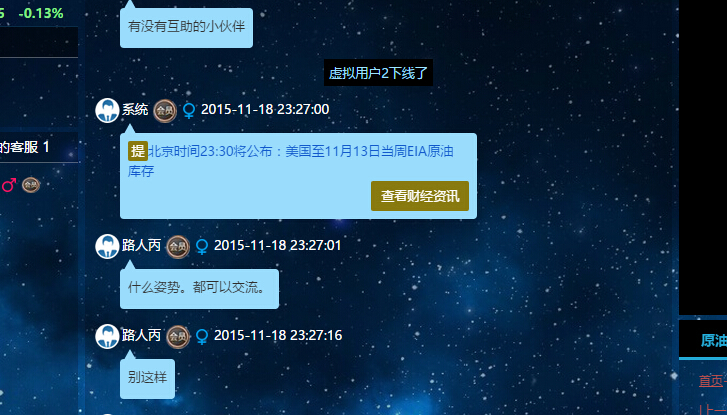 5 -0.13%
有没有互助的小伙伴
虚拟用户2下线了
系统 会员 2015-11-18 23:27:00
的客服 1
提 北京时间23:30将公布：美国至11月13日当周EIA原油
库存
会员
查看财经资讯
路人丙 会员 2015-11-18 23:27:01
什么姿势。都可以交流。
路人丙 会员 2015-11-18 23:27:16
原油
别这样
首页